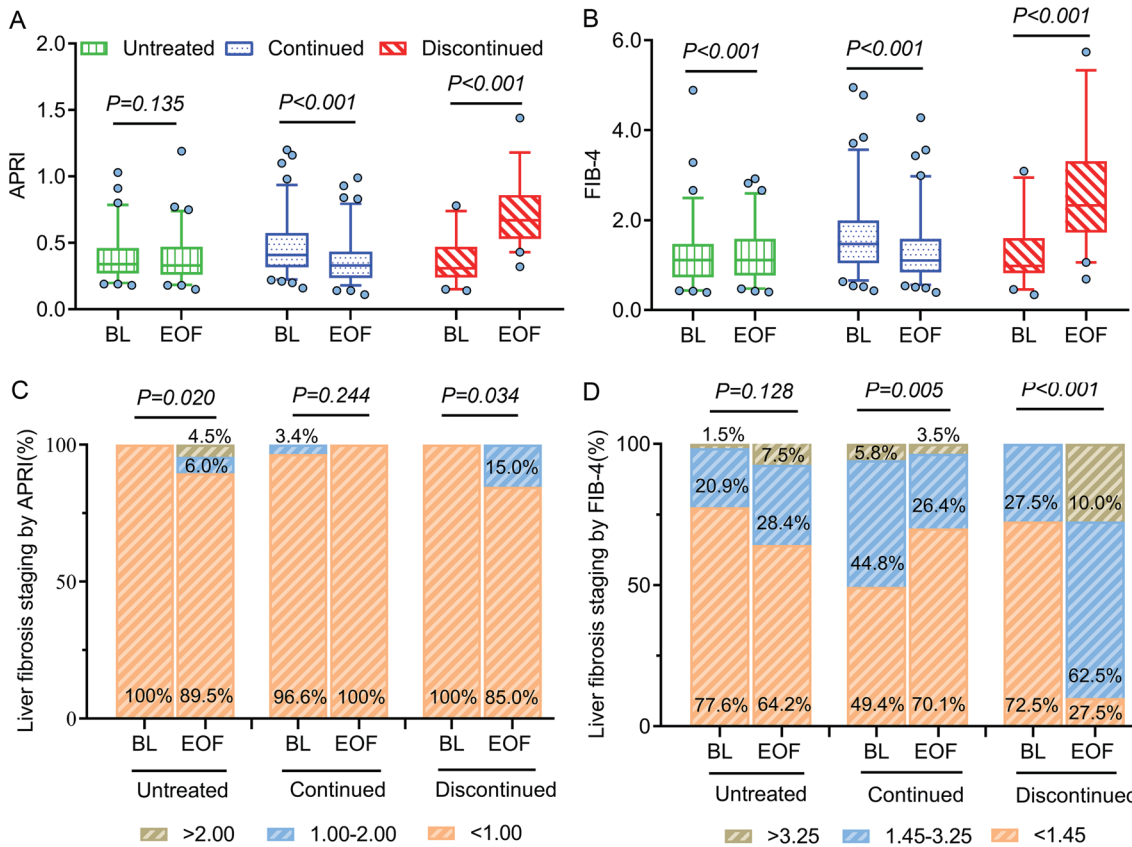 A
Untreated Continued Discontinued
P=0.135 P<0.001 P<0.001
APRI
2.0
1.5
1.0
0.5
0.0
BL EOF BL EOF BL EOF
B
P<0.001 P<0.001 P<0.001
FIB-4
6.0
4.0
2.0
0.0
BL EOF BL EOF BL EOF
C
P=0.020 P=0.244 P=0.034
Liver fibrosis staging by APRI(%)
100
50
0
4.5% 3.4%
6.0% 15.0%
100% 89.5% 96.6% 100% 100% 85.0%
BL EOF BL EOF BL EOF
Untreated Continued Discontinued
>2.00 1.00-2.00 <1.00
D
P=0.128 P=0.005 P<0.001
Liver fibrosis staging by FIB-4(%)
100
50
0
1.5% 3.5%
7.5% 5.8%
20.9% 28.4% 44.8% 26.4% 27.5% 10.0%
62.5%
77.6% 64.2% 49.4% 70.1% 72.5% 27.5%
BL EOF BL EOF BL EOF
Untreated Continued Discontinued
>3.25 1.45-3.25 <1.45